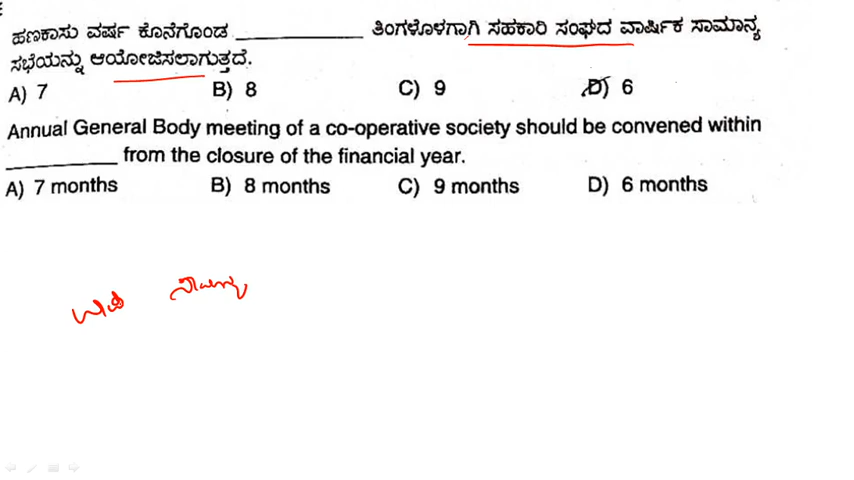 ಹಣಕಾಸು ವರ್ಷ ಕೊನೆಗೊಂಡ ____________ ತಿಂಗಳೊಳಗಾಗಿ ಸಹಕಾರಿ ಸಂಘದ ವಾರ್ಷಿಕ ಸಾಮಾನ್ಯ
ಸಭೆಯನ್ನು ಆಯೋಜಿಸಲಾಗುತ್ತದೆ.
A) 7 B) 8 C) 9 D) 6
Annual General Body meeting of a co-operative society should be convened within
____________ from the closure of the financial year.
A) 7 months B) 8 months C) 9 months D) 6 months